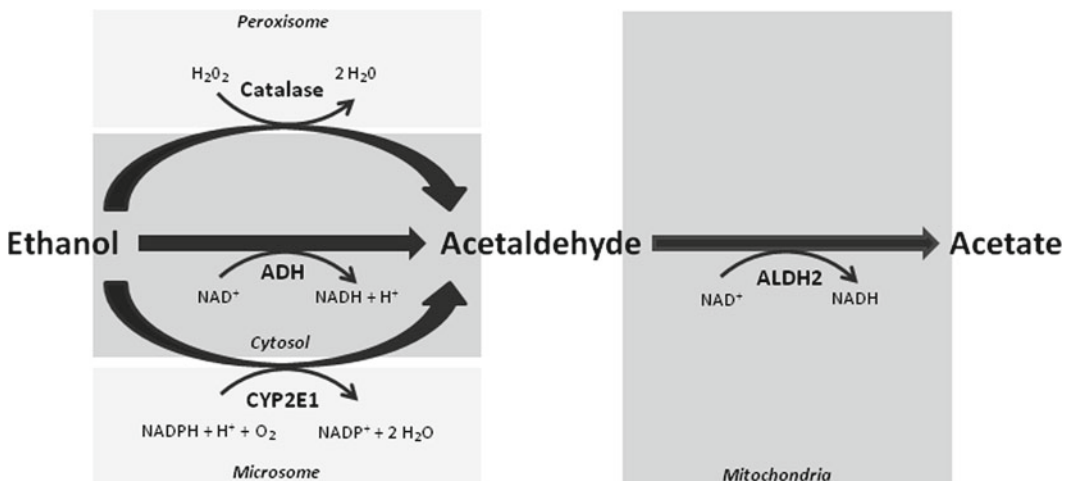 Peroxisome
H₂0₂ 2 H₂0
Catalase
Ethanol Acetaldehyde Acetate
ADH ALDH2
NAD⁺ NADH + H⁺ NAD⁺ NADH
Cytosol
CYP2E1
NADPH + H⁺ + O₂ NADP⁺ + 2 H₂O
Microsome Mitochondria